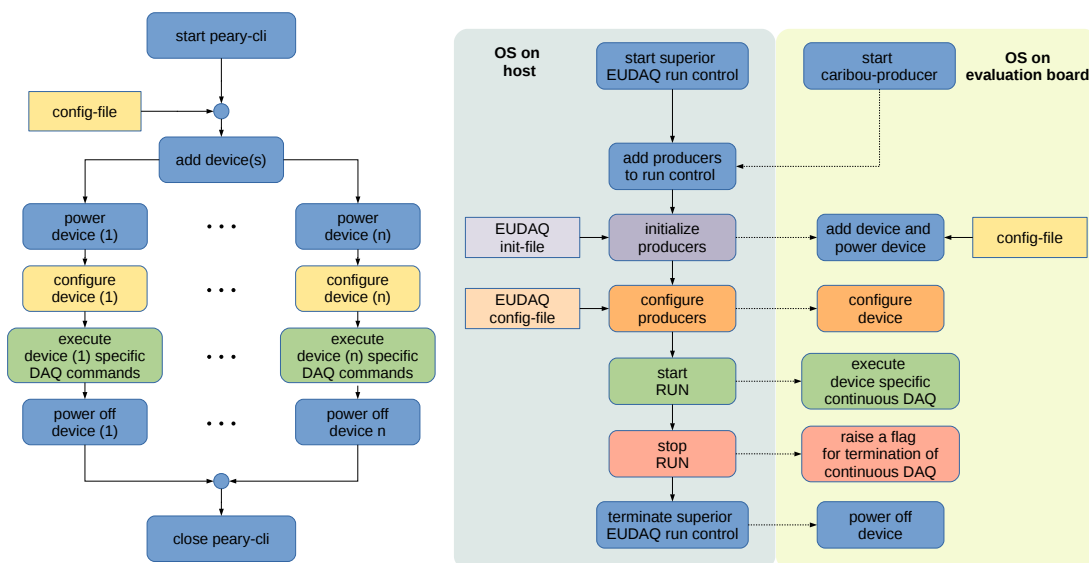 start peary-cli
config-file
add device(s)
power
device (1)
• • •
power
device (n)
configure
device (1)
• • •
configure
device (n)
execute
device (1) specific
DAQ commands
• • •
execute
device (n) specific
DAQ commands
power off
device (1)
• • •
power off
device n
close peary-cli
OS on
host
start superior
EUDAQ run control
start
caribou-producer
OS on
evaluation board
add producers
to run control
EUDAQ
init-file
initialize
producers
add device and
power device
config-file
EUDAQ
config-file
configure
producers
configure
device
start
RUN
execute
device specific
continuous DAQ
stop
RUN
raise a flag
for termination of
continuous DAQ
terminate superior
EUDAQ run control
power off
device